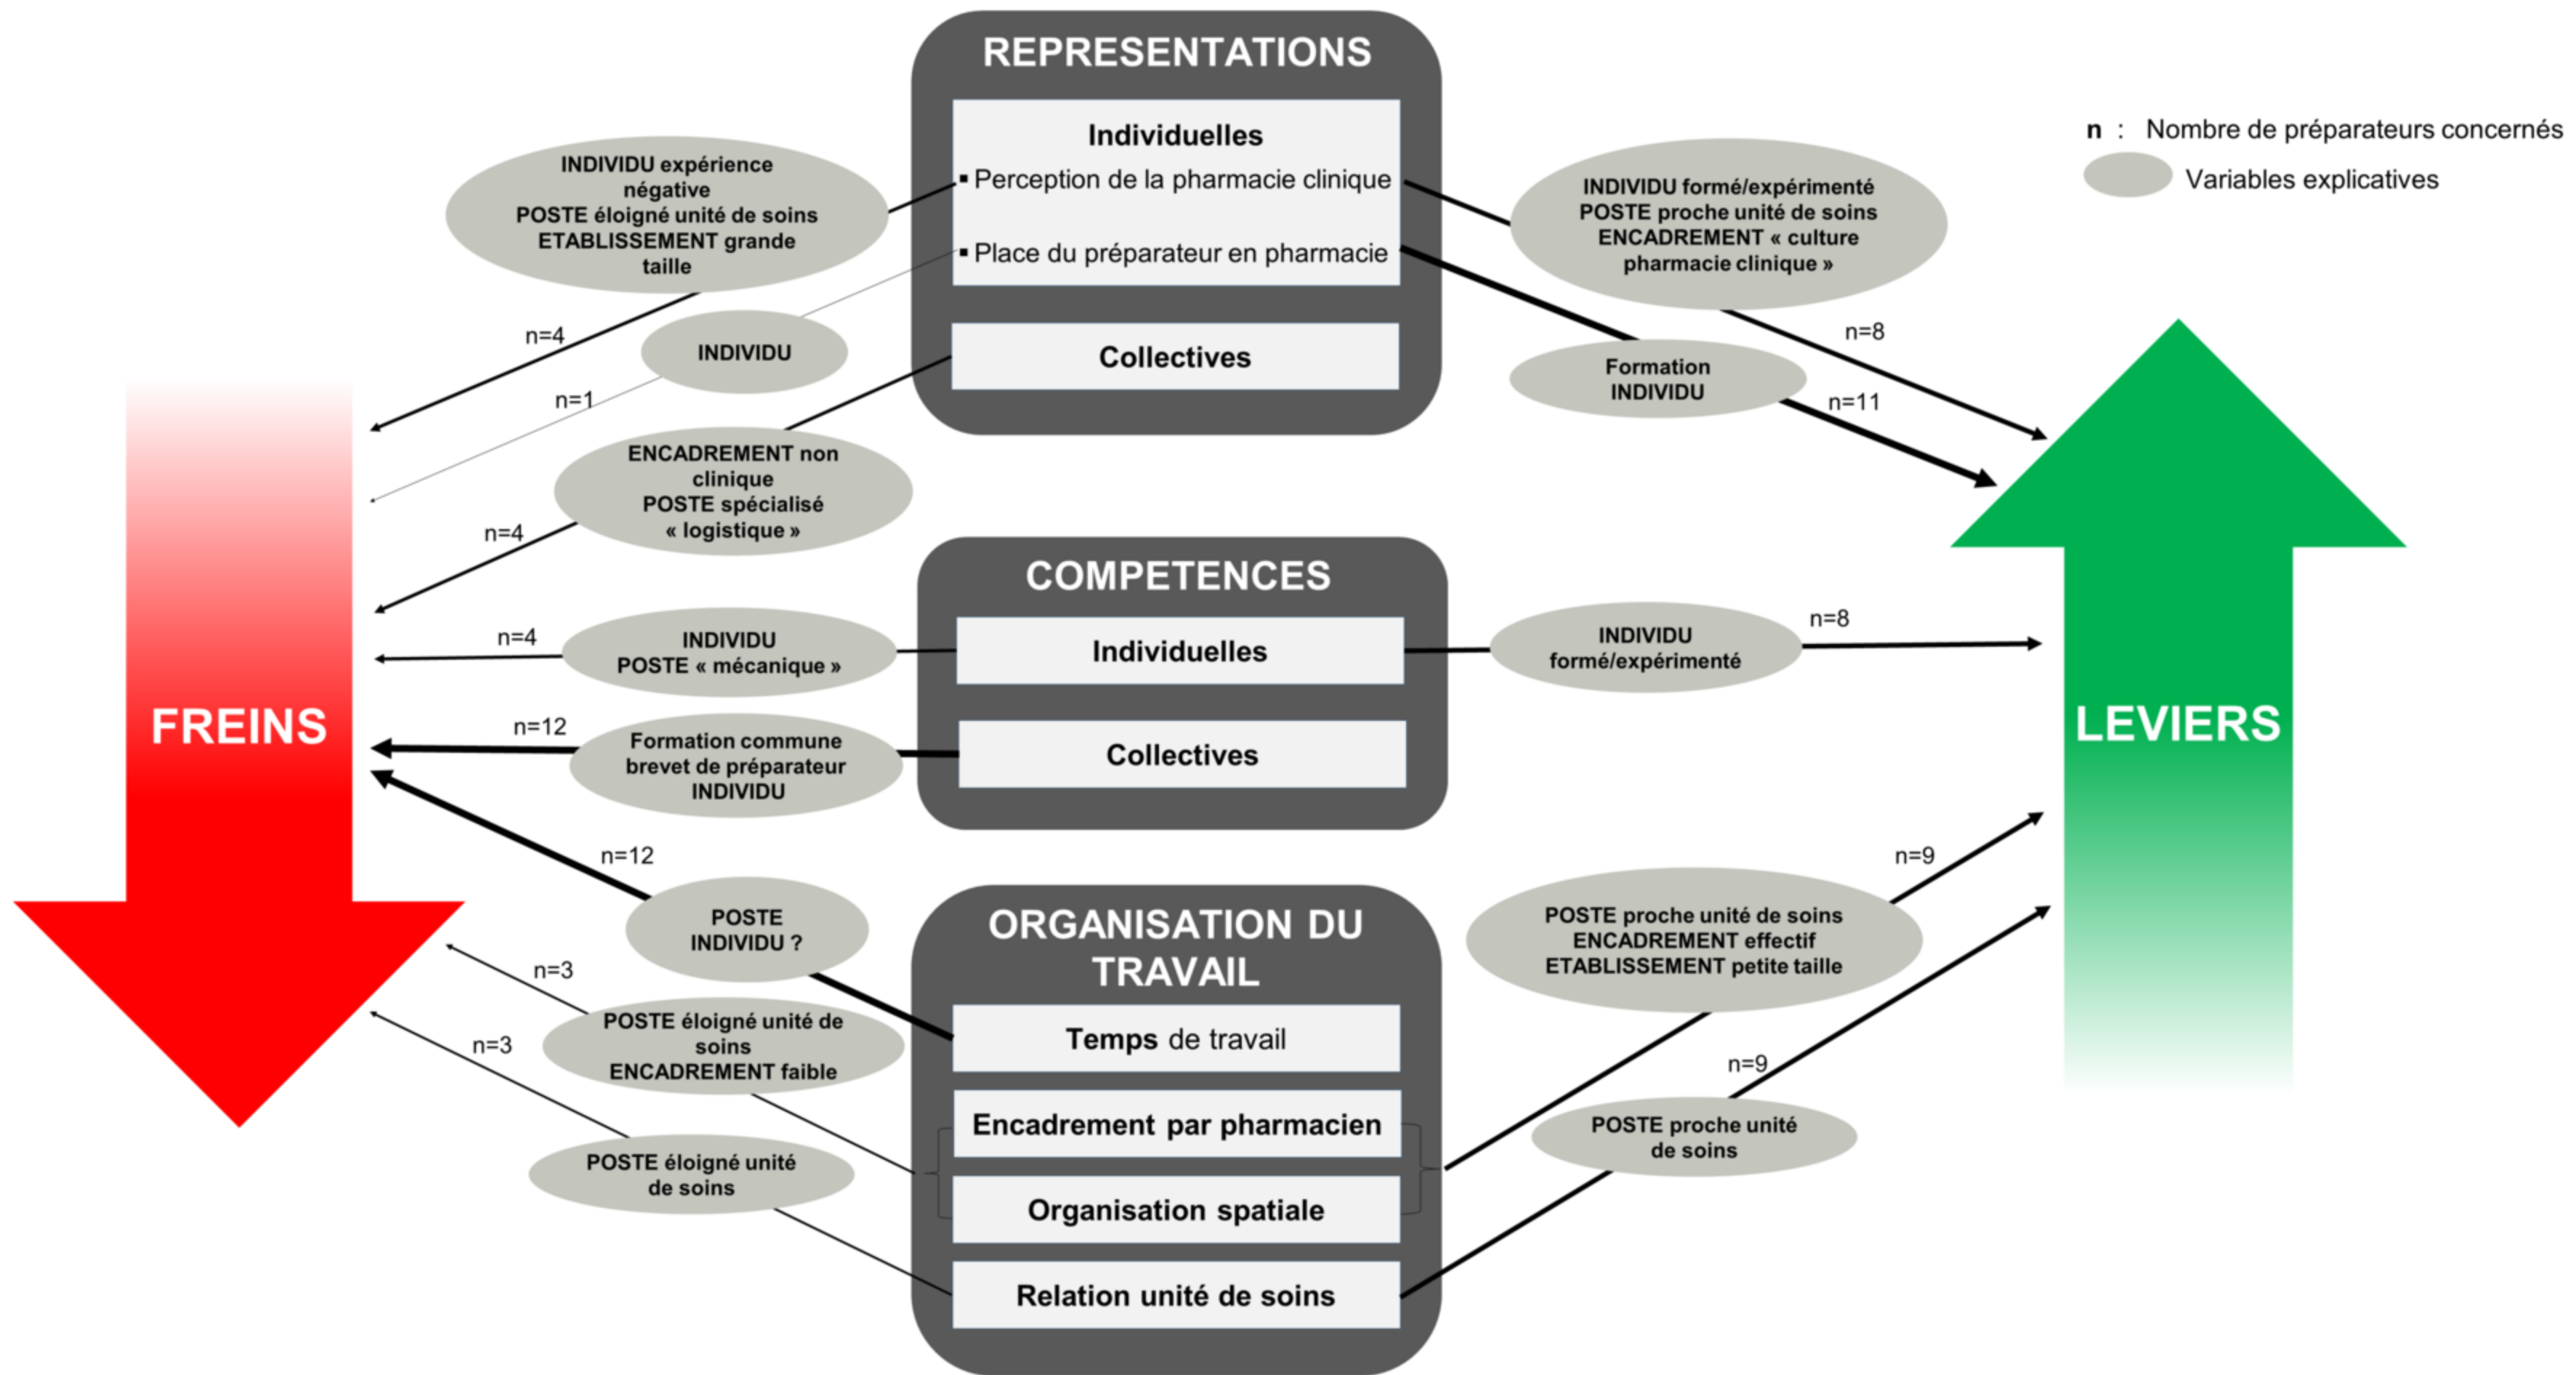 REPRESENTATIONS
Individuelles
▪ Perception de la pharmacie clinique
▪ Place du préparateur en pharmacie
Collectives
n : Nombre de préparateurs concernés
Variables explicatives
INDIVIDU expérience
négative
POSTE éloigné unité de soins
ETABLISSEMENT grande
taille
n=4
INDIVIDU
n=1
ENCADREMENT non
clinique
POSTE spécialisé
« logistique »
n=4
INDIVIDU formé/expérimenté
POSTE proche unité de soins
ENCADREMENT « culture
pharmacie clinique »
n=8
Formation
INDIVIDU
n=11
COMPETENCES
Individuelles
Collectives
n=4
INDIVIDU
POSTE « mécanique »
n=12
Formation commune
brevet de préparateur
INDIVIDU
INDIVIDU
formé/expérimenté
n=8
FREINS
LEVIERS
ORGANISATION DU
TRAVAIL
Temps de travail
Encadrement par pharmacien
Organisation spatiale
Relation unité de soins
n=12
POSTE
INDIVIDU ?
n=3
POSTE éloigné unité de
soins
ENCADREMENT faible
n=3
POSTE éloigné unité
de soins
n=9
POSTE proche unité de soins
ENCADREMENT effectif
ETABLISSEMENT petite taille
n=9
POSTE proche unité
de soins